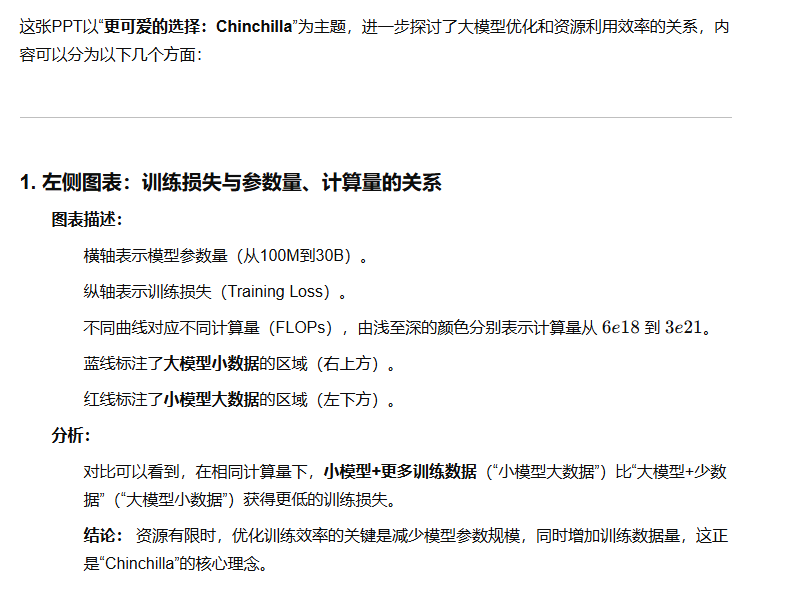 这张PPT以“更可爱的选择：Chinchilla”为主题，进一步探讨了大模型优化和资源利用效率的关系，内
容可以分为以下几个方面：
1. 左侧图表：训练损失与参数量、计算量的关系
图表描述：
横轴表示模型参数量（从100M到30B）。
纵轴表示训练损失（Training Loss）。
不同曲线对应不同计算量（FLOPs），由浅至深的颜色分别表示计算量从 6e18 到 3e21。
蓝线标注了大模型小数据的区域（右上方）。
红线标注了小模型大数据的区域（左下方）。
分析：
对比可以看到，在相同计算量下，小模型+更多训练数据（“小模型大数据”）比“大模型+少数
据”（“大模型小数据”）获得更低的训练损失。
结论： 资源有限时，优化训练效率的关键是减少模型参数规模，同时增加训练数据量，这正
是“Chinchilla”的核心理念。